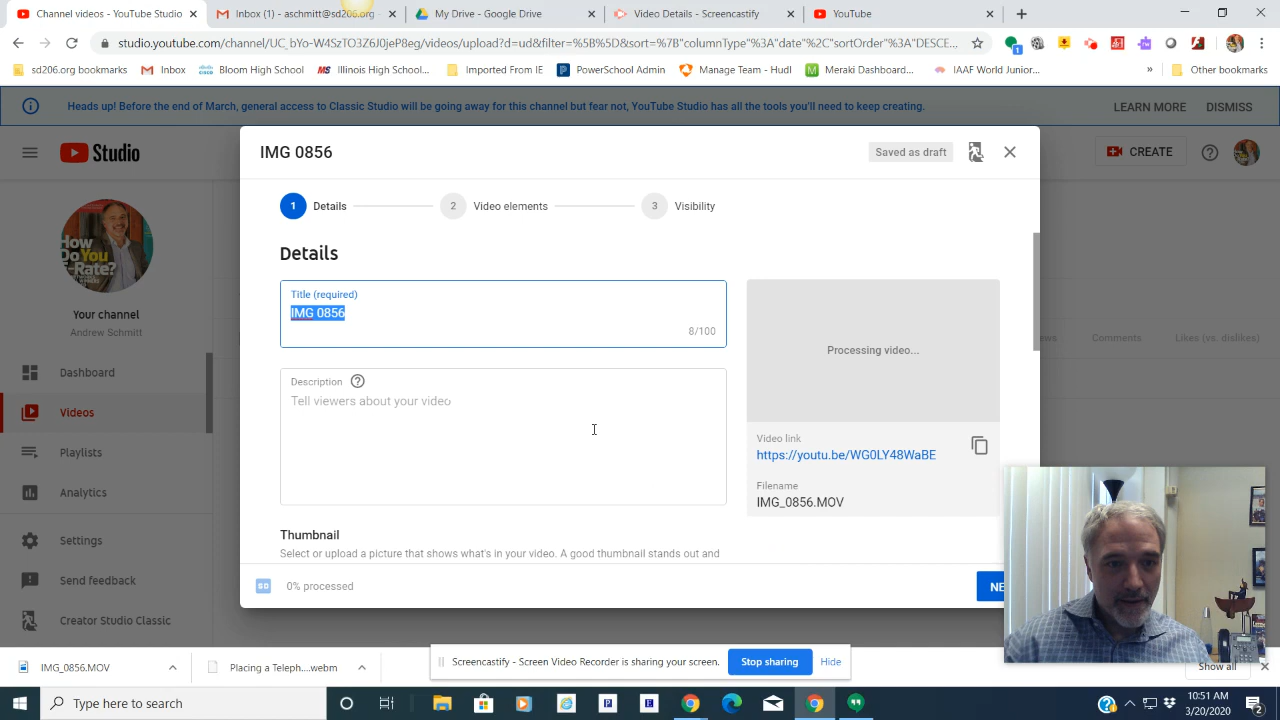 Channel videos - YouTube Studio
Inbox (1) - aschmitt@sd206.org -
My Drive - Google Drive
Video Details - Screencastify
YouTube
studio.youtube.com/channel/UC_bYo-W4S
videos/upload?d=ud&filter=%5B%5D&sort=%7B"columnType"%3A"date"%2C"sortOrder"%3A"DESCE...
sd206.org bookmarks
Inbox
Bloom High School
Illinois High School...
Imported From IE
PowerSchool Admin
Manage Team - Hudl
Meraki Dashboard...
IAAF World Junior...
»
Other bookmarks
Heads up! Before the end of March, general access to Classic Studio will be going away for this channel but fear not, YouTube Studio has all the tools you'll need to keep creating.
LEARN MORE
DISMISS
Studio
CREATE
IMG 0856
Saved as draft
1 Details
2 Video elements
3 Visibility
Details
Title (required)
IMG 0856
8/100
Description
Tell viewers about your video
Processing video...
Video link
https://youtu.be/WG0LY48WaBE
Filename
IMG_0856.MOV
Thumbnail
Select or upload a picture that shows what's in your video. A good thumbnail stands out and
SD
0% processed
NE
How
Do You
E-Rate?
Your channel
Andrew Schmitt
Dashboard
Videos
Playlists
Analytics
Settings
Send feedback
Creator Studio Classic
Comments
Likes (vs. dislikes)
IMG_0856.MOV
Placing a Teleph....webm
Screencastify - Screen Video Recorder is sharing your screen.
Stop sharing
Hide
Show all
Type here to search
10:51 AM
3/20/2020
2